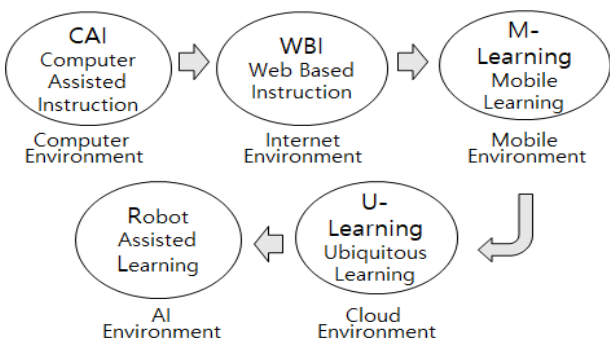 CAI
Computer
Assisted
Instruction
Computer
Environment
WBI
Web Based
Instruction
Internet
Environment
M-
Learning
Mobile
Learning
Mobile
Environment
Robot
Assisted
Learning
AI
Environment
U-
Learning
Ubiquitous
Learning
Cloud
Environment